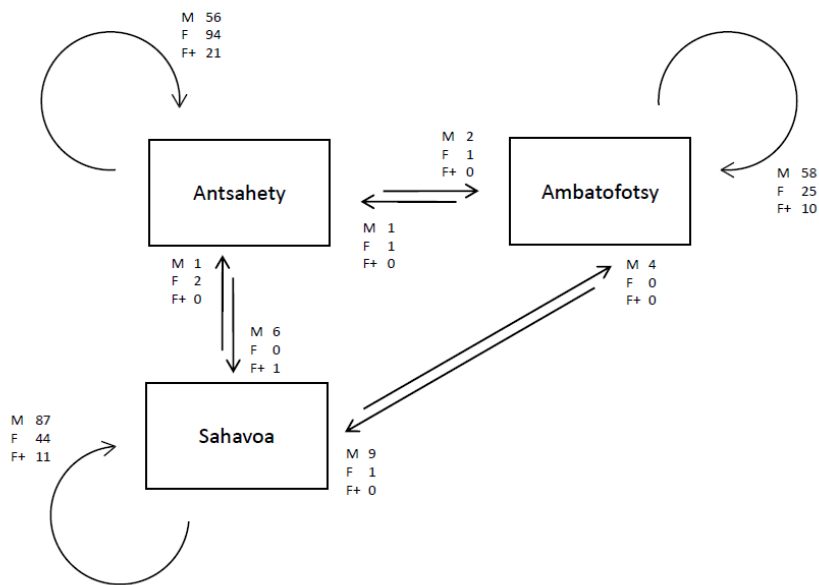 M 56
F 94
F+ 21
Antsahety
M 2
F 1
F+ 0
Ambatofotsy
M 58
F 25
F+ 10
M 1
F 1
F+ 0
M 1
F 2
F+ 0
M 4
F 0
F+ 0
M 6
F 0
F+ 1
Sahavoa
M 87
F 44
F+ 11
M 9
F 1
F+ 0